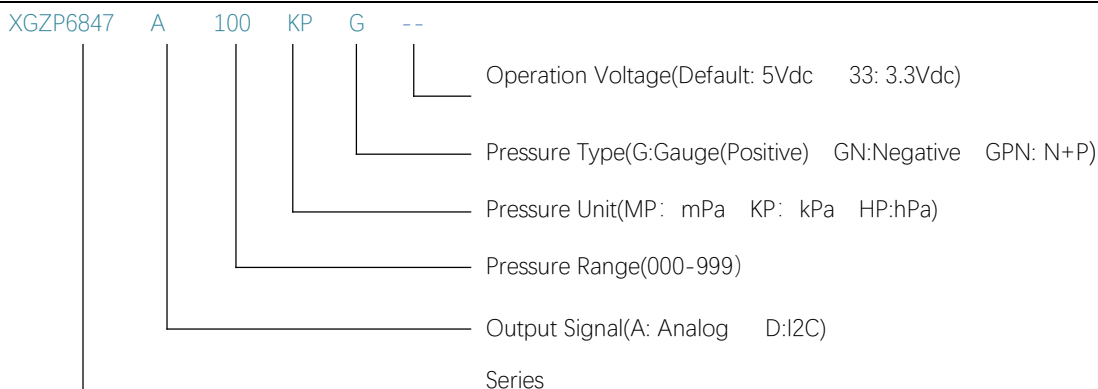 XGZP6847 A 100 KP G --
Operation Voltage(Default: 5Vdc 33: 3.3Vdc)
Pressure Type(G:Gauge(Positive) GN:Negative GPN: N+P)
Pressure Unit(MP: mPa KP: kPa HP:hPa)
Pressure Range(000-999)
Output Signal(A: Analog D:I2C)
Series